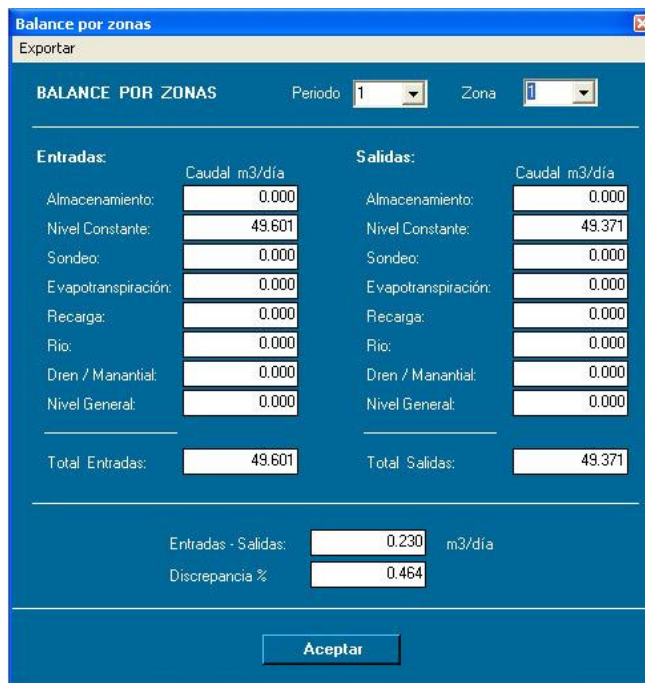 Balance por zonas
Exportar
BALANCE POR ZONAS Periodo 1 Zona 1
Entradas: Salidas:
Caudal m3/día Caudal m3/día
Almacenamiento: 0.000 Almacenamiento: 0.000
Nivel Constante: 49.601 Nivel Constante: 49.371
Sondeo: 0.000 Sondeo: 0.000
Evapotranspiración: 0.000 Evapotranspiración: 0.000
Recarga: 0.000 Recarga: 0.000
Rio: 0.000 Rio: 0.000
Dren / Manantial: 0.000 Dren / Manantial: 0.000
Nivel General: 0.000 Nivel General: 0.000
Total Entradas: 49.601 Total Salidas: 49.371
Entradas - Salidas: 0.230 m3/día
Discrepancia % 0.464
Aceptar